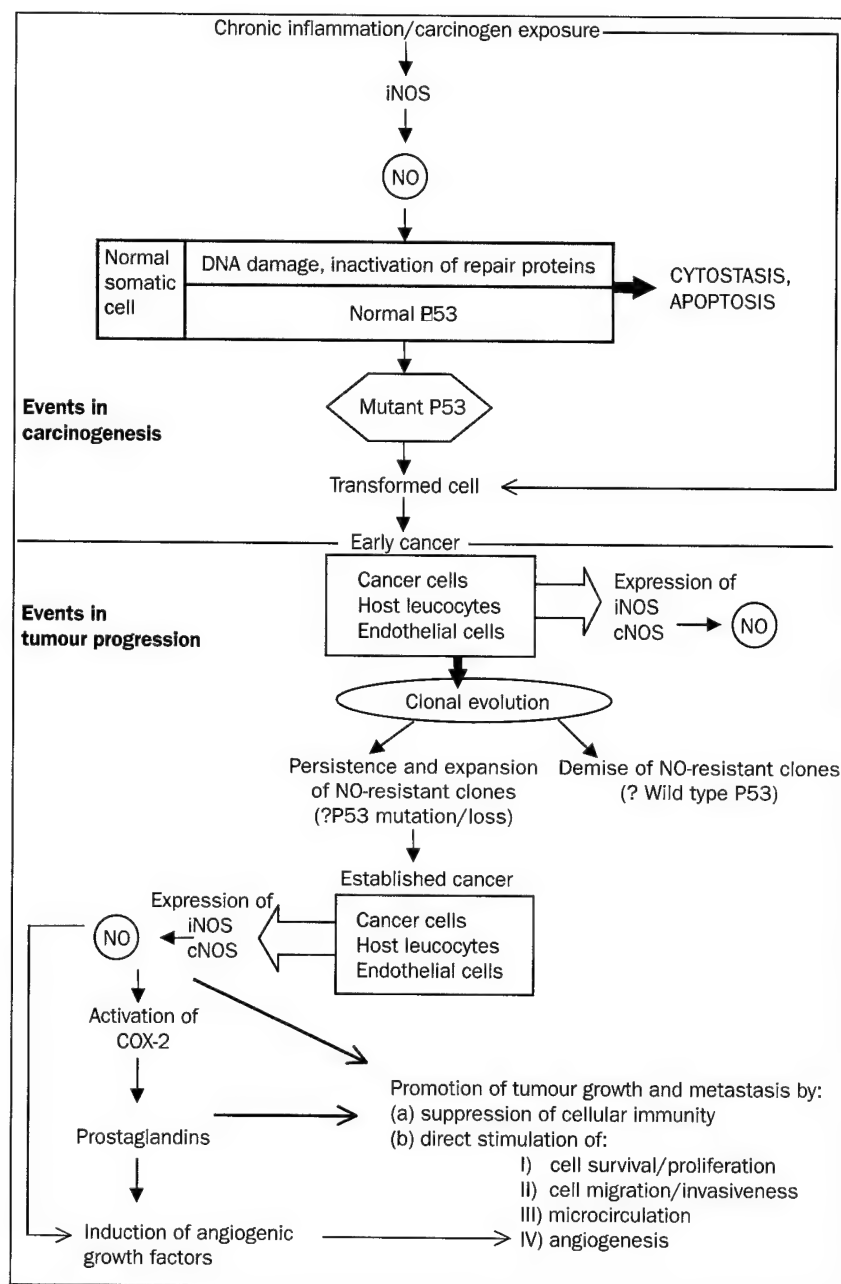 Chronic inflammation/carcinogen exposure
iNOS
NO
Normal
somatic
cell
DNA damage, inactivation of repair proteins
Normal P53
CYTOSTASIS,
APOPTOSIS
Mutant P53
Events in
carcinogenesis
Transformed cell
Early cancer
Cancer cells
Host leucocytes
Endothelial cells
Expression of
iNOS
cNOS
NO
Events in
tumour progression
Clonal evolution
Persistence and expansion
of NO-resistant clones
(?P53 mutation/loss)
Demise of NO-resistant clones
(? Wild type P53)
Established cancer
Cancer cells
Host leucocytes
Endothelial cells
Expression of
iNOS
cNOS
NO
Activation of
COX-2
Prostaglandins
Induction of angiogenic
growth factors
Promotion of tumour growth and metastasis by:
(a) suppression of cellular immunity
(b) direct stimulation of:
I) cell survival/proliferation
II) cell migration/invasiveness
III) microcirculation
IV) angiogenesis